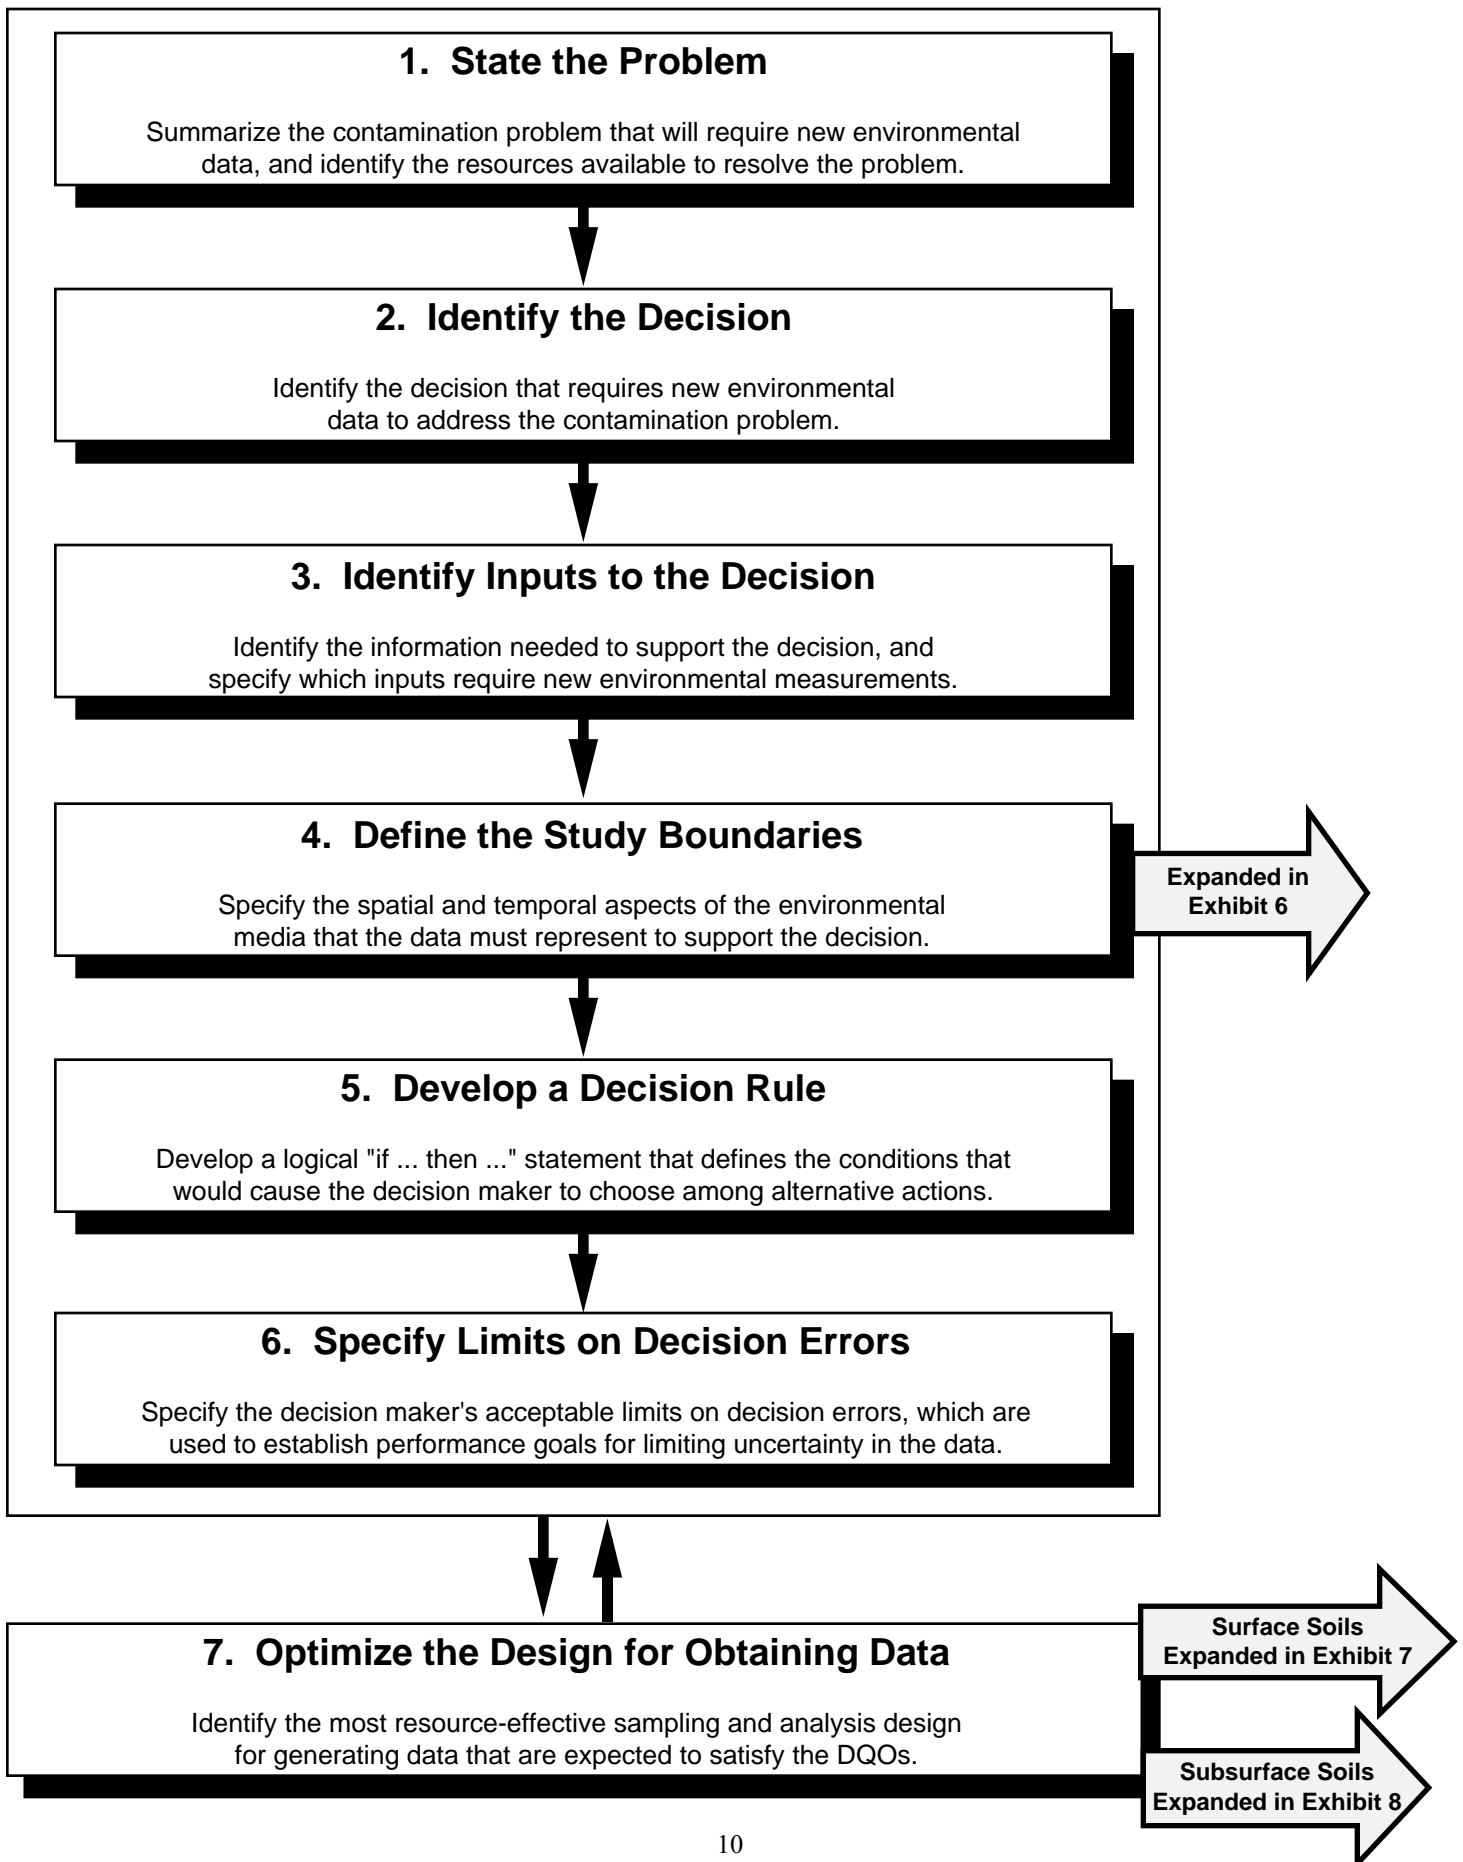 1. State the Problem
Summarize the contamination problem that will require new environmental
data, and identify the resources available to resolve the problem.
2. Identify the Decision
Identify the decision that requires new environmental
data to address the contamination problem.
3. Identify Inputs to the Decision
Identify the information needed to support the decision, and
specify which inputs require new environmental measurements.
4. Define the Study Boundaries
Specify the spatial and temporal aspects of the environmental
media that the data must represent to support the decision.
Expanded in
Exhibit 6
5. Develop a Decision Rule
Develop a logical "if ... then ..." statement that defines the conditions that
would cause the decision maker to choose among alternative actions.
6. Specify Limits on Decision Errors
Specify the decision maker's acceptable limits on decision errors, which are
used to establish performance goals for limiting uncertainty in the data.
7. Optimize the Design for Obtaining Data
Identify the most resource-effective sampling and analysis design
for generating data that are expected to satisfy the DQOs.
Surface Soils
Expanded in Exhibit 7
Subsurface Soils
Expanded in Exhibit 8
10